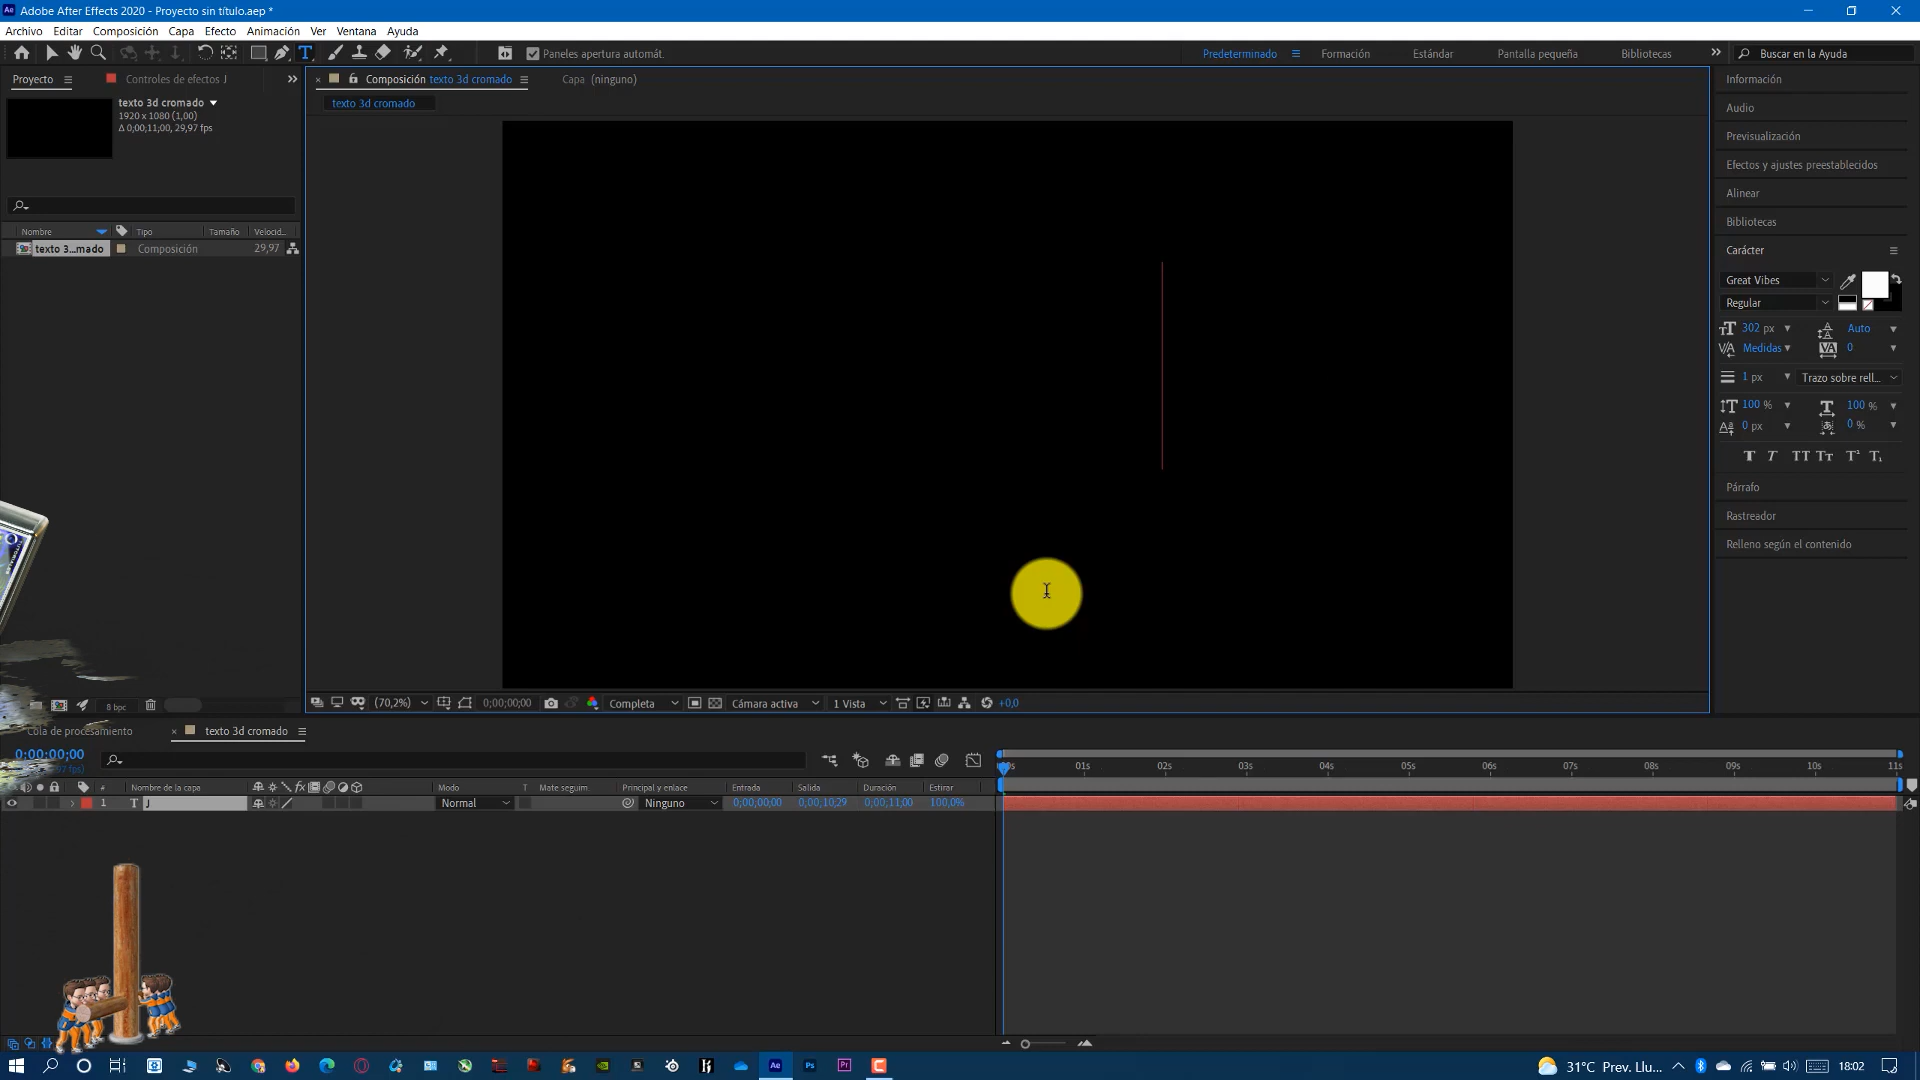 Adobe After Effects 2020 - Proyecto sin título.aep *
Archivo Editar Composición Capa Efecto Animación Ver Ventana Ayuda
Paneles apertura automát.
Predeterminado Formación Estándar Pantalla pequeña Bibliotecas Buscar en la Ayuda
Proyecto Controles de efectos J
Composición texto 3d cromado Capa (ninguno)
texto 3d cromado
texto 3d cromado
1920 x 1080 (1,00)
Δ 0;00;11;00, 29,97 fps
Nombre Tipo Tamaño Velocid...
texto 3...mado Composición 29,97
Información
Audio
Previsualización
Efectos y ajustes preestablecidos
Alinear
Bibliotecas
Carácter
Great Vibes
Regular
302 px Auto
Medidas 0
1 px Trazo sobre rell...
100 % 100 %
0 px 0 %
Párrafo
Rastreador
Relleno según el contenido
8 bpc (70,2%) 0;00;00;00 Completa Cámara activa 1 Vista +0,0
Cola de procesamiento texto 3d cromado
0;00;00;00
01s 02s 03s 04s 05s 06s 07s 08s 09s 10s 11s
# Nombre de la capa Modo T Mate seguim. Principal y enlace Entrada Salida Duración Estirar
1 T J Normal Ninguno 0;00;00;00 0;00;10;29 0;00;11;00 100,0%
31°C Prev. Llu... 18:02